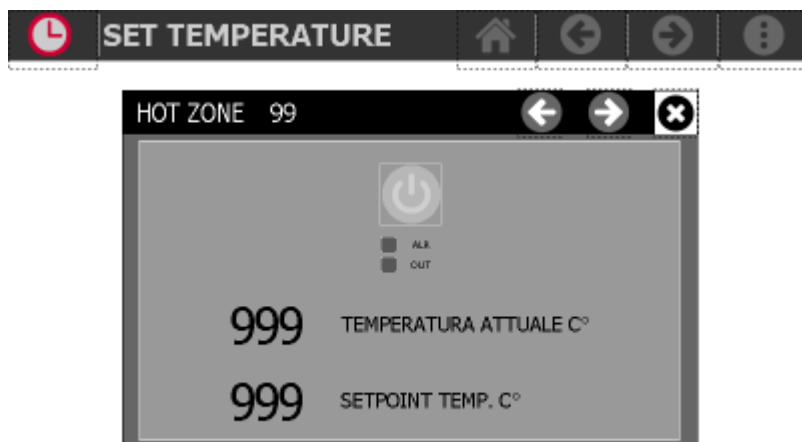 SET TEMPERATURE
HOT ZONE 99
ALR
OUT
999 TEMPERATURA ATTUALE C°
999 SETPOINT TEMP. C°